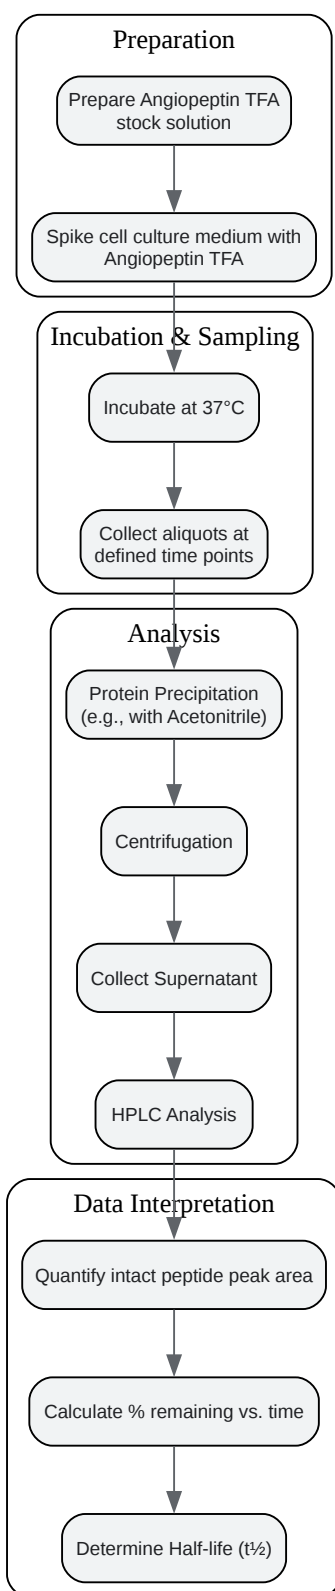 Preparation
Prepare Angiopeptin TFA
stock solution
Spike cell culture medium with
Angiopeptin TFA
Incubation & Sampling
Incubate at 37°C
Collect aliquots at
defined time points
Analysis
Protein Precipitation
(e.g., with Acetonitrile)
Centrifugation
Collect Supernatant
HPLC Analysis
Data Interpretation
Quantify intact peptide peak area
Calculate % remaining vs. time
Determine Half-life (t½)